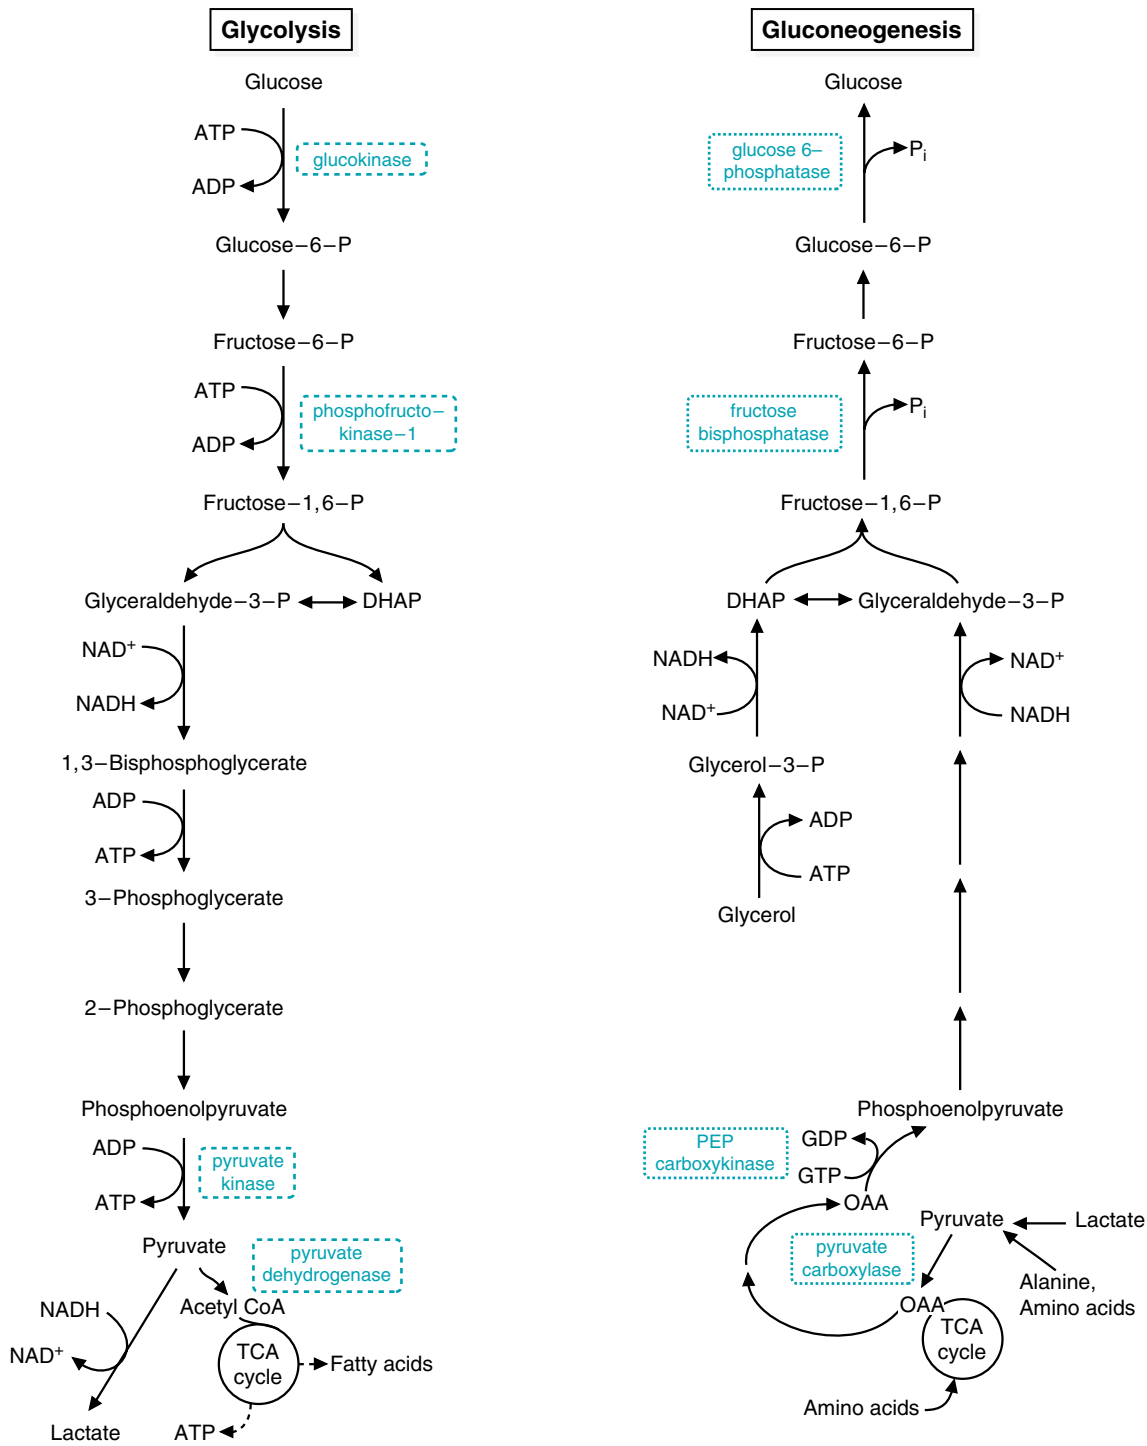 Glycolysis
Glucose
ATP
glucokinase
ADP
Glucose–6–P
Fructose–6–P
ATP
phosphofructo–
kinase–1
ADP
Fructose–1,6–P
Glyceraldehyde–3–P
DHAP
NAD+
NADH
1,3–Bisphosphoglycerate
ADP
ATP
3–Phosphoglycerate
2–Phosphoglycerate
Phosphoenolpyruvate
ADP
pyruvate
kinase
ATP
Pyruvate
pyruvate
dehydrogenase
Acetyl CoA
NADH
NAD+
TCA
cycle
Fatty acids
Lactate
ATP
Gluconeogenesis
Glucose
glucose 6–
phosphatase
Pi
Glucose–6–P
Fructose–6–P
fructose
bisphosphatase
Pi
Fructose–1,6–P
DHAP
Glyceraldehyde–3–P
NADH
NAD+
NAD+
NADH
Glycerol–3–P
ADP
ATP
Glycerol
Phosphoenolpyruvate
PEP
carboxykinase
GDP
GTP
OAA
Pyruvate
Lactate
pyruvate
carboxylase
Alanine,
Amino acids
OAA
TCA
cycle
Amino acids